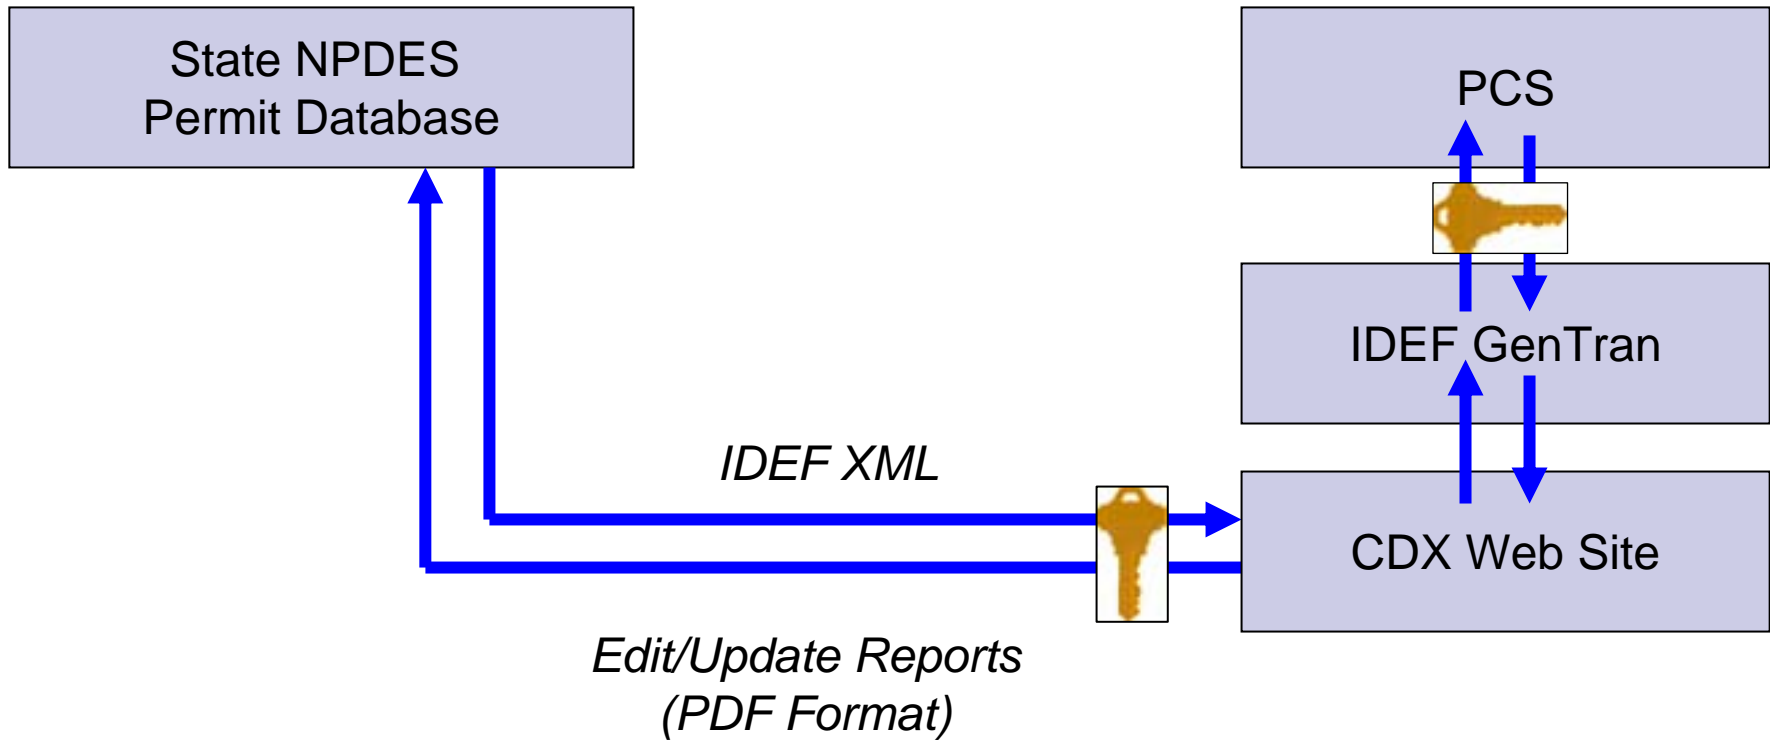 State NPDES
Permit Database
PCS
IDEF GenTran
IDEF XML
CDX Web Site
Edit/Update Reports
(PDF Format)